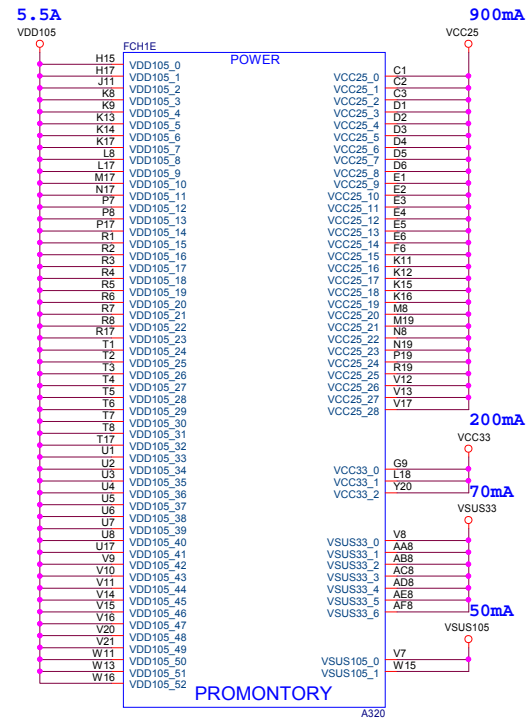 5.5A
VDD105
FCH1E
POWER
H15 VDD105_0
H17 VDD105_1
J11 VDD105_2
K8 VDD105_3
K9 VDD105_4
K13 VDD105_5
K14 VDD105_6
K17 VDD105_7
L8 VDD105_8
L17 VDD105_9
M17 VDD105_10
N17 VDD105_11
P7 VDD105_12
P8 VDD105_13
P17 VDD105_14
R1 VDD105_15
R2 VDD105_16
R3 VDD105_17
R4 VDD105_18
R5 VDD105_19
R6 VDD105_20
R7 VDD105_21
R8 VDD105_22
R17 VDD105_23
T1 VDD105_24
T2 VDD105_25
T3 VDD105_26
T4 VDD105_27
T5 VDD105_28
T6 VDD105_29
T7 VDD105_30
T8 VDD105_31
T17 VDD105_32
U1 VDD105_33
U2 VDD105_34
U3 VDD105_35
U4 VDD105_36
U5 VDD105_37
U6 VDD105_38
U7 VDD105_39
U8 VDD105_40
U17 VDD105_41
V9 VDD105_42
V10 VDD105_43
V11 VDD105_44
V14 VDD105_45
V15 VDD105_46
V16 VDD105_47
V20 VDD105_48
V21 VDD105_49
W11 VDD105_50
W13 VDD105_51
W16 VDD105_52
900mA
VCC25
VCC25_0 C1
VCC25_1 C2
VCC25_2 C3
VCC25_3 D1
VCC25_4 D2
VCC25_5 D3
VCC25_6 D4
VCC25_7 D5
VCC25_8 D6
VCC25_9 E1
VCC25_10 E2
VCC25_11 E3
VCC25_12 E4
VCC25_13 E5
VCC25_14 E6
VCC25_15 F6
VCC25_16 K11
VCC25_17 K12
VCC25_18 K15
VCC25_19 K16
VCC25_20 M8
VCC25_21 M19
VCC25_22 N8
VCC25_23 N19
VCC25_24 P19
VCC25_25 R19
VCC25_26 V12
VCC25_27 V13
VCC25_28 V17
200mA
VCC33
VCC33_0 G9
VCC33_1 L18
VCC33_2 Y20
70mA
VSUS33
VSUS33_0 V8
VSUS33_1 AA8
VSUS33_2 AB8
VSUS33_3 AC8
VSUS33_4 AD8
VSUS33_5 AE8
VSUS33_6 AF8
50mA
VSUS105
VSUS105_0 V7
VSUS105_1 W15
PROMONTORY
A320